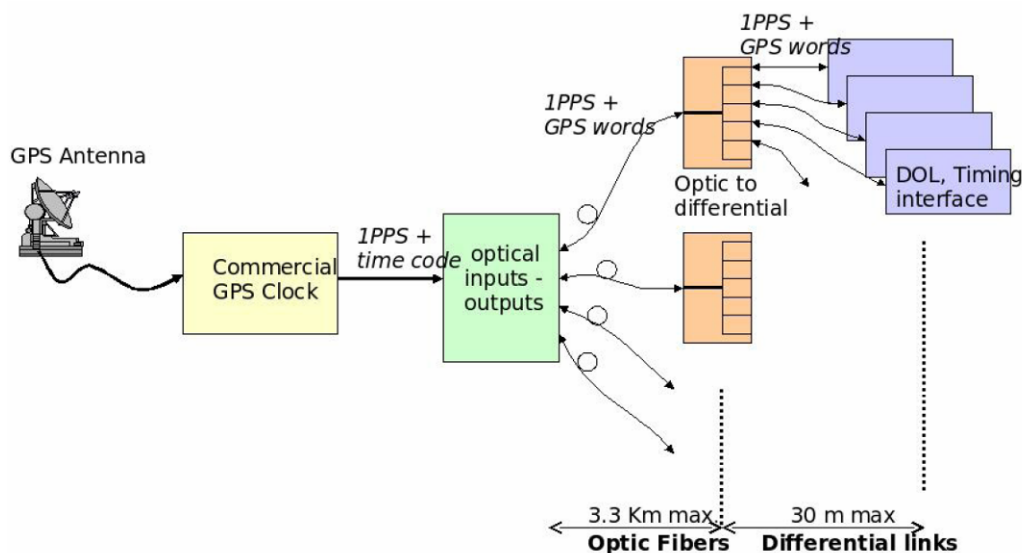 1PPS +
GPS words
1PPS +
GPS words
GPS Antenna
Optic to
differential
DOL, Timing
interface
1PPS +
time code
Commercial
GPS Clock
optical
inputs -
outputs
3.3 Km max.
30 m max
Optic Fibers
Differential links